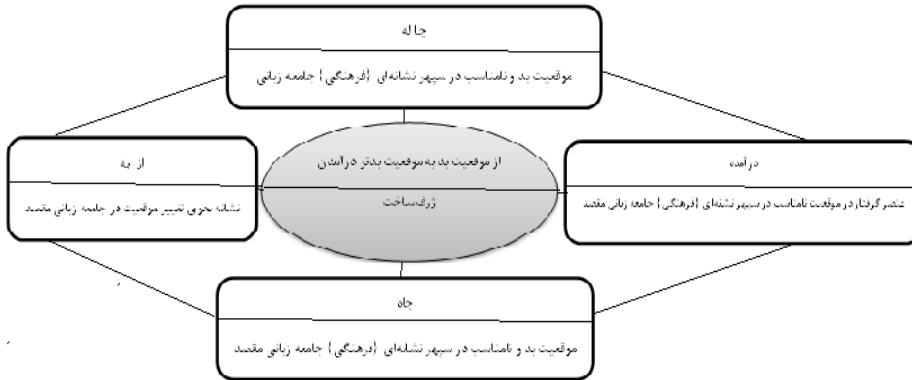 چاله
موقعیت بد و نامناسب در سپهر نشانه‌ای (فرهنگی) جامعه زبانی
درآمده
عنصر گرفتار در موقعیت نامناسب در سپهر نشنه‌ای (فرهنگی) جامعه زبانی مقصد
از موقعیت بد به موقعیت بدتر درآمدن
ژرف‌ساخت
از به
نشانه نحوی تغییر موقعیت در جامعه زبانی مقصد
چاه
موقعیت بد و نامناسب در سپهر نشانه‌ای (فرهنگی) جامعه زبانی مقصد